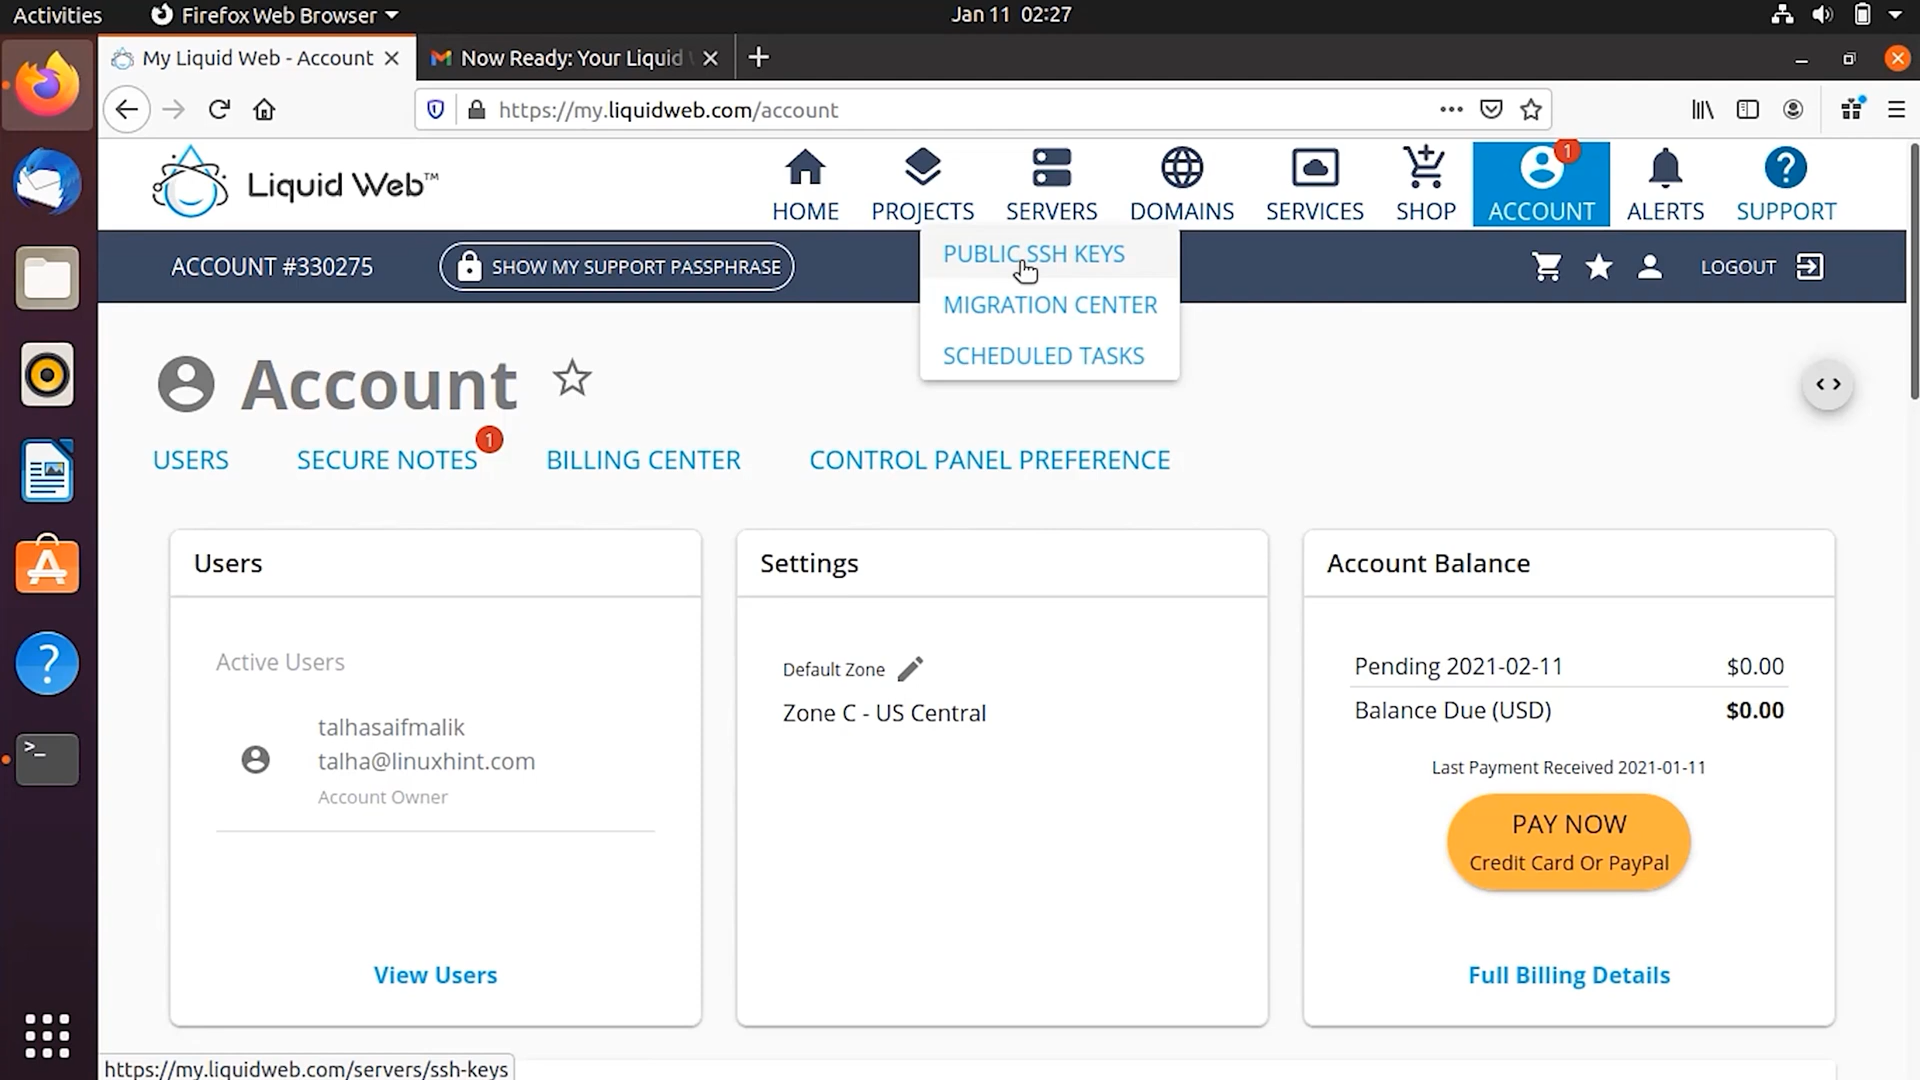 Activities Firefox Web Browser Jan 11 02:27
My Liquid Web - Account Now Ready: Your Liquid
https://my.liquidweb.com/account
Liquid Web™
HOME PROJECTS SERVERS DOMAINS SERVICES SHOP ACCOUNT 1 ALERTS SUPPORT
ACCOUNT #330275 SHOW MY SUPPORT PASSPHRASE LOGOUT
PUBLIC SSH KEYS
MIGRATION CENTER
SCHEDULED TASKS
Account
USERS SECURE NOTES 1 BILLING CENTER CONTROL PANEL PREFERENCE
Users
Active Users
talhasaifmalik
talha@linuxhint.com
Account Owner
View Users
Settings
Default Zone
Zone C - US Central
Account Balance
Pending 2021-02-11 $0.00
Balance Due (USD) $0.00
Last Payment Received 2021-01-11
PAY NOW
Credit Card Or PayPal
Full Billing Details
https://my.liquidweb.com/servers/ssh-keys